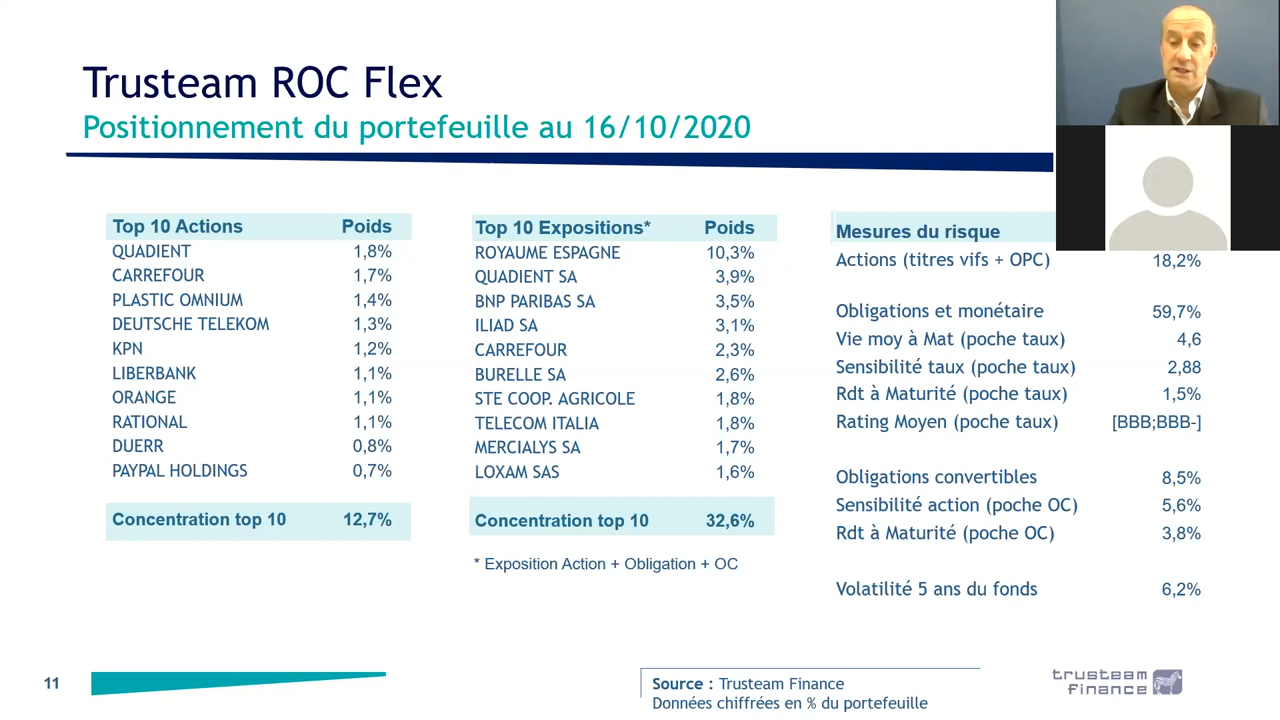 Trusteam ROC Flex
Positionnement du portefeuille au 16/10/2020
Top 10 Actions Poids
QUADIENT 1,8%
CARREFOUR 1,7%
PLASTIC OMNIUM 1,4%
DEUTSCHE TELEKOM 1,3%
KPN 1,2%
LIBERBANK 1,1%
ORANGE 1,1%
RATIONAL 1,1%
DUERR 0,8%
PAYPAL HOLDINGS 0,7%
Concentration top 10 12,7%
Top 10 Expositions* Poids
ROYAUME ESPAGNE 10,3%
QUADIENT SA 3,9%
BNP PARIBAS SA 3,5%
ILIAD SA 3,1%
CARREFOUR 2,3%
BURELLE SA 2,6%
STE COOP. AGRICOLE 1,8%
TELECOM ITALIA 1,8%
MERCIALYS SA 1,7%
LOXAM SAS 1,6%
Concentration top 10 32,6%
* Exposition Action + Obligation + OC
Mesures du risque
Actions (titres vifs + OPC) 18,2%
Obligations et monétaire 59,7%
Vie moy à Mat (poche taux) 4,6
Sensibilité taux (poche taux) 2,88
Rdt à Maturité (poche taux) 1,5%
Rating Moyen (poche taux) [BBB;BBB-]
Obligations convertibles 8,5%
Sensibilité action (poche OC) 5,6%
Rdt à Maturité (poche OC) 3,8%
Volatilité 5 ans du fonds 6,2%
11
Source : Trusteam Finance
Données chiffrées en % du portefeuille
trusteam
finance